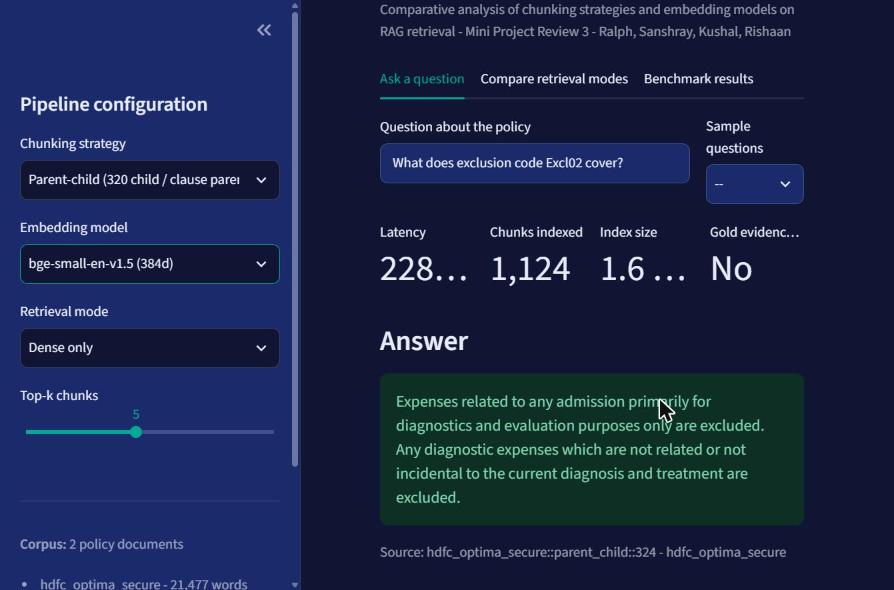 Pipeline configuration
Chunking strategy
Parent-child (320 child / clause parer
Embedding model
bge-small-en-v1.5 (384d)
Retrieval mode
Dense only
Top-k chunks
5
Corpus: 2 policy documents
• hdfc_optima_secure - 21,477 words
Comparative analysis of chunking strategies and embedding models on
RAG retrieval - Mini Project Review 3 - Ralph, Sanshray, Kushal, Rishaan
Ask a question Compare retrieval modes Benchmark results
Question about the policy
What does exclusion code Excl02 cover?
Sample
questions
--
Latency Chunks indexed Index size Gold evidenc...
228... 1,124 1.6 ... No
Answer
Expenses related to any admission primarily for
diagnostics and evaluation purposes only are excluded.
Any diagnostic expenses which are not related or not
incidental to the current diagnosis and treatment are
excluded.
Source: hdfc_optima_secure::parent_child::324 - hdfc_optima_secure